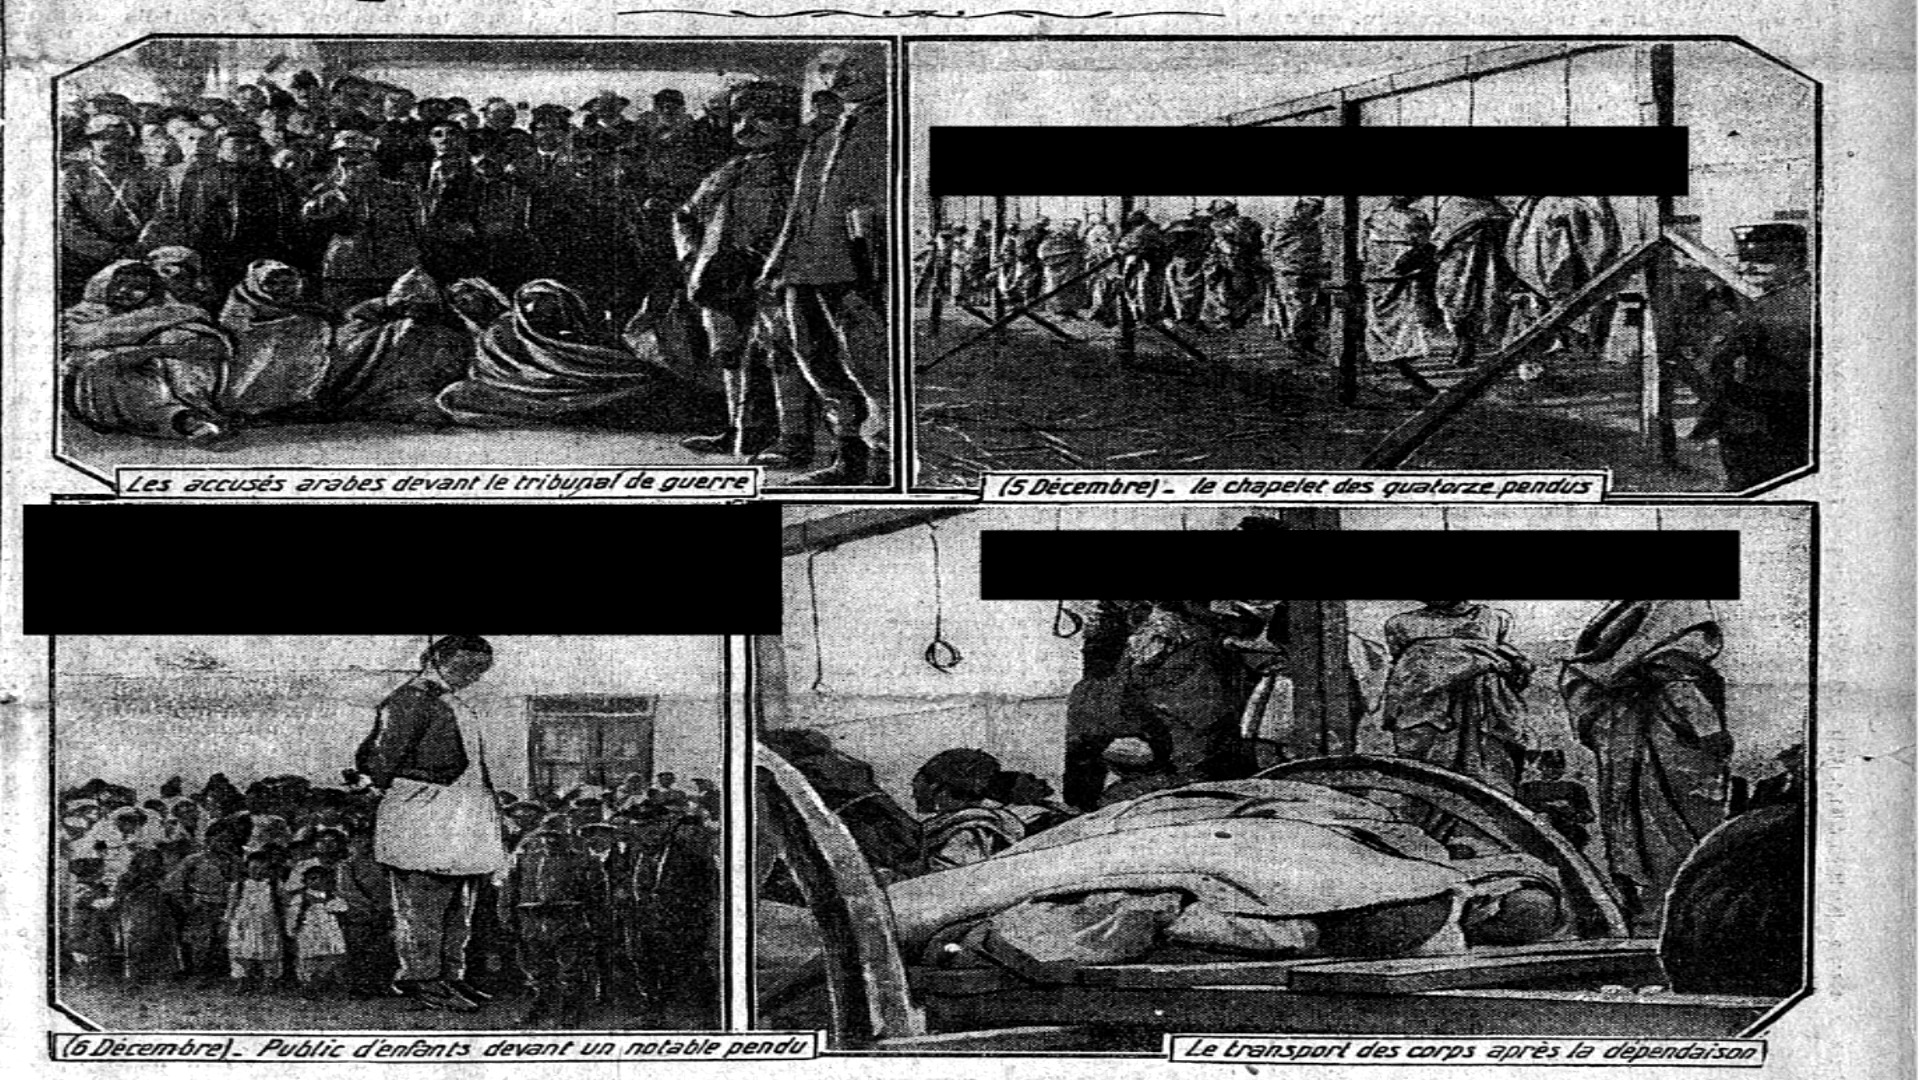 Les accusés arabes devant le tribunal de guerre
(5 Décembre) - le chapelet des quatorze pendus
(6 Décembre) - Public d'enfants devant un notable pendu
Le transport des corps après la dépendaison